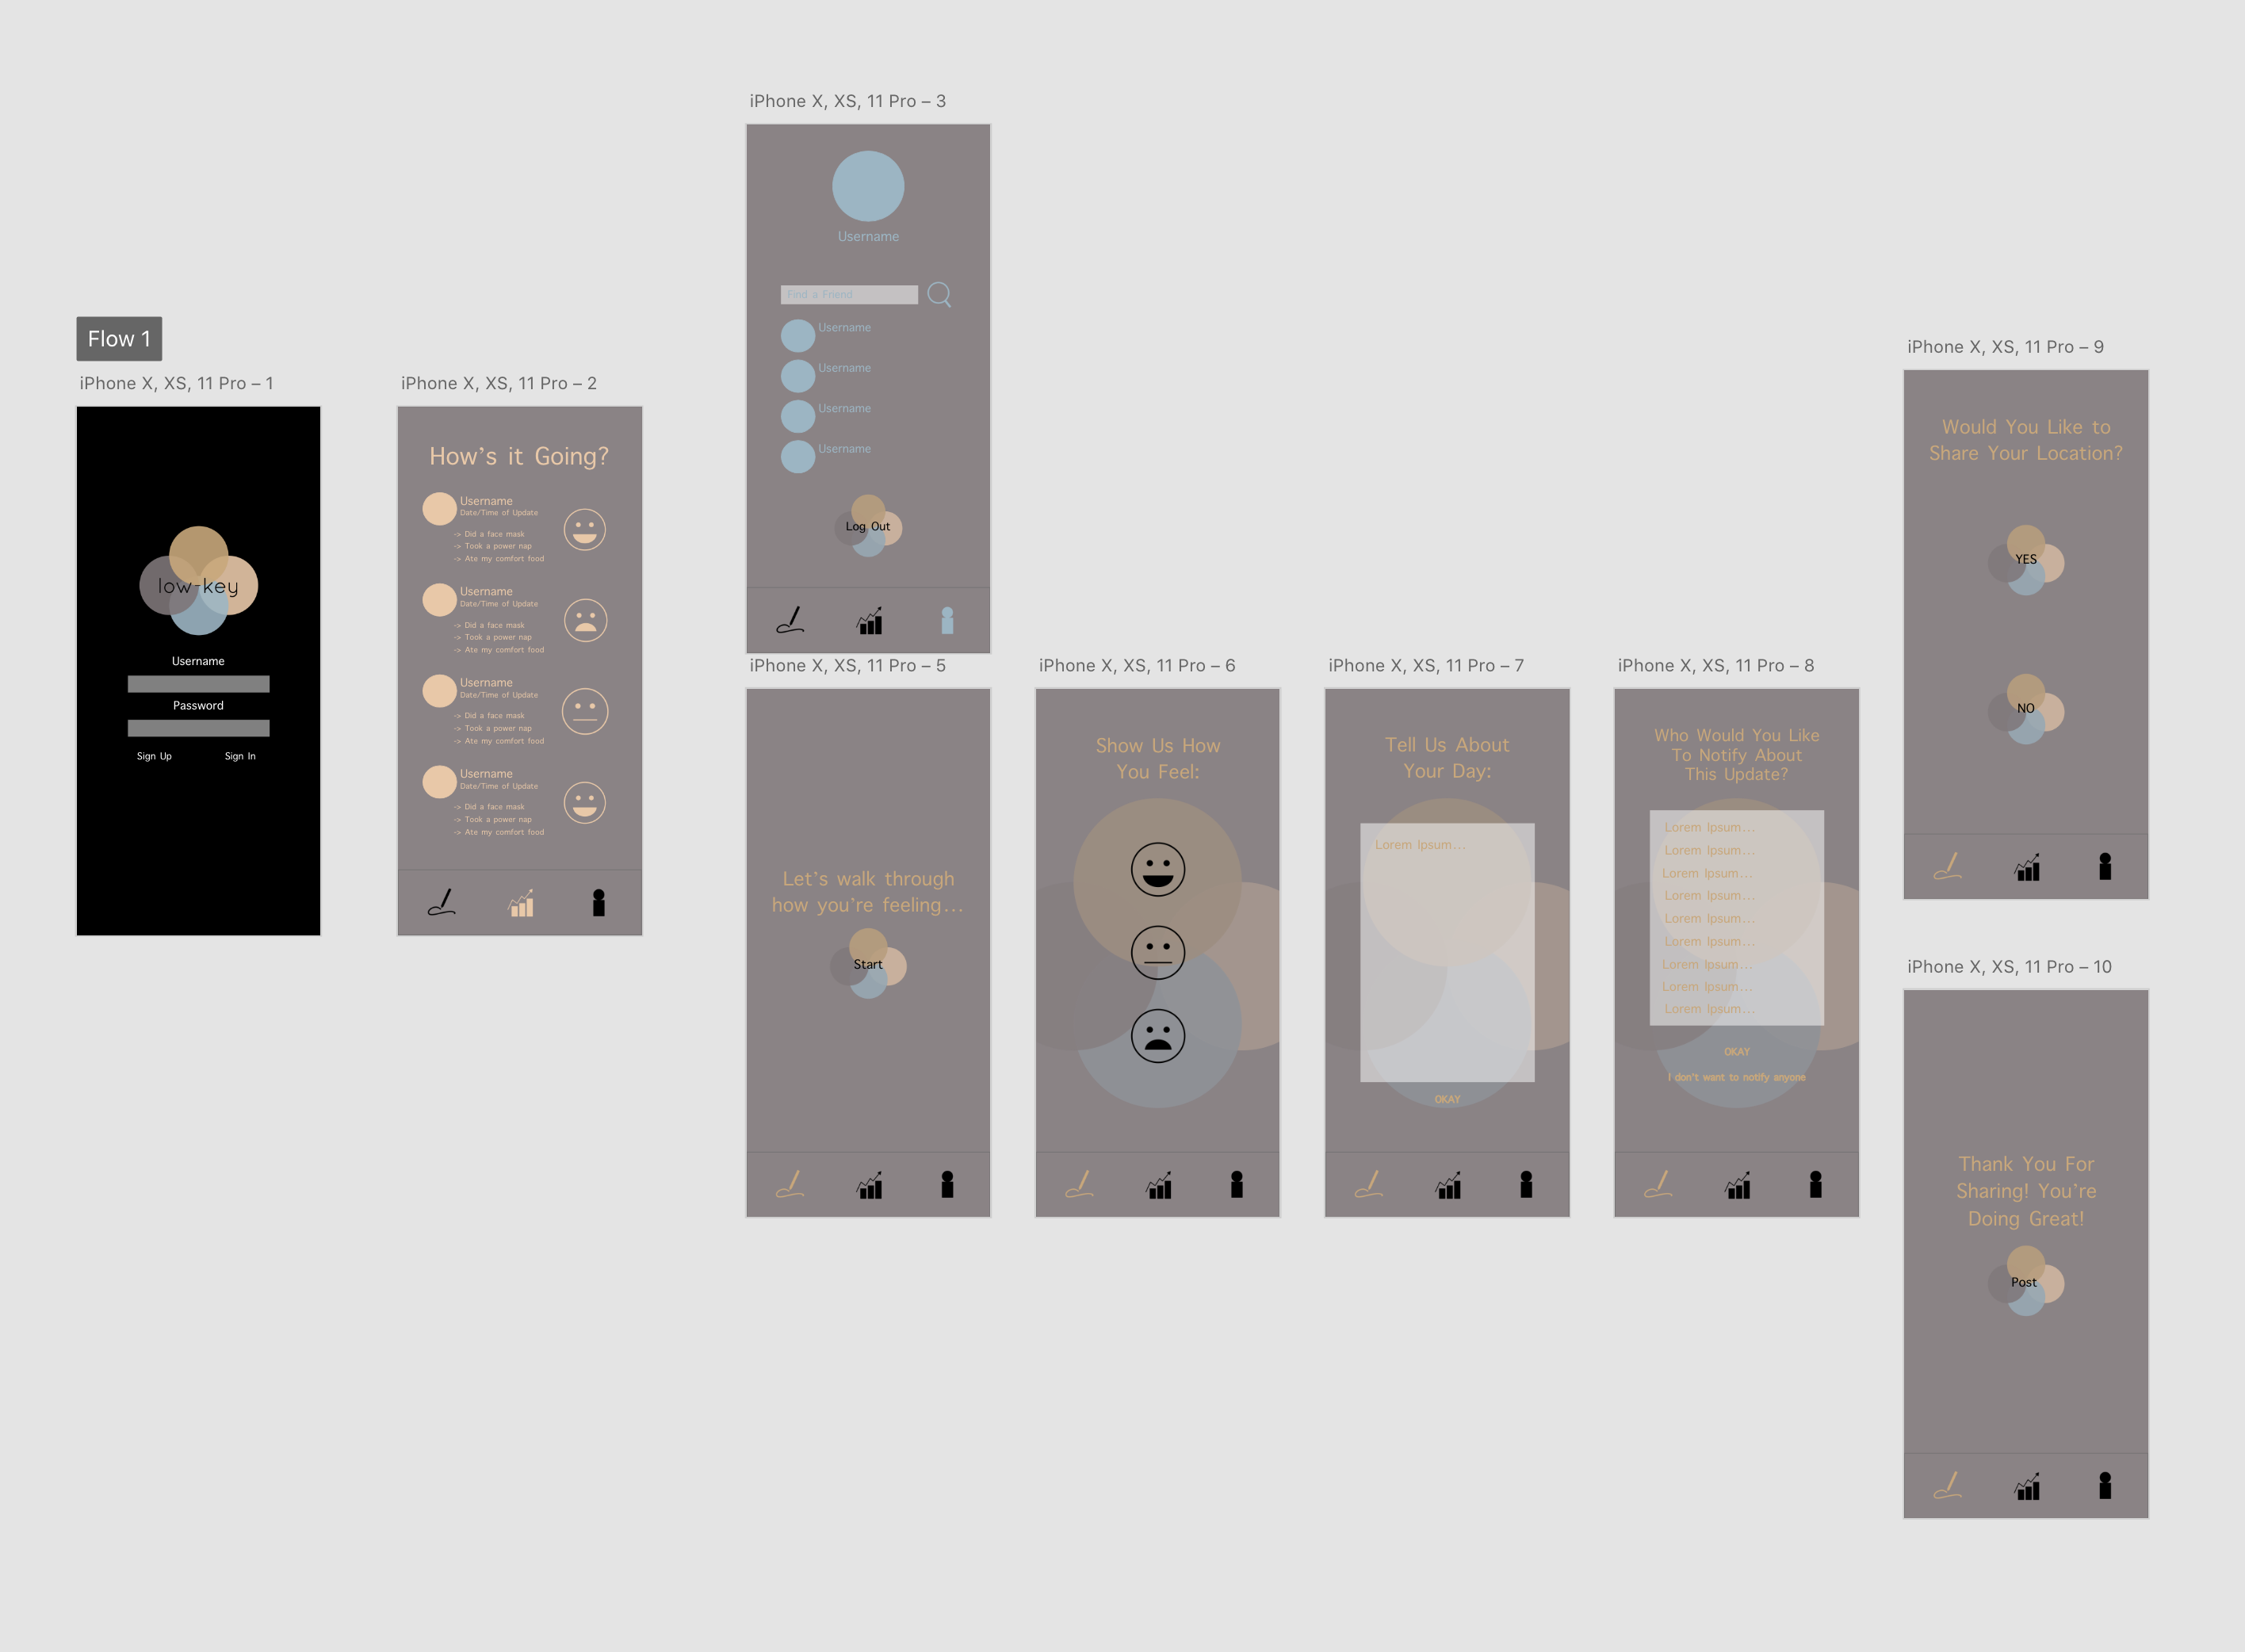 Flow 1
iPhone X, XS, 11 Pro – 1
low-key
Username
Password
Sign Up
Sign In
iPhone X, XS, 11 Pro – 2
How's it Going?
Username
Date/Time of Update
-> Did a face mask
-> Took a power nap
-> Ate my comfort food
Username
Date/Time of Update
-> Did a face mask
-> Took a power nap
-> Ate my comfort food
Username
Date/Time of Update
-> Did a face mask
-> Took a power nap
-> Ate my comfort food
Username
Date/Time of Update
-> Did a face mask
-> Took a power nap
-> Ate my comfort food
iPhone X, XS, 11 Pro – 3
Username
Find a Friend
Username
Username
Username
Username
Log Out
iPhone X, XS, 11 Pro – 5
Let's walk through
how you're feeling...
Start
iPhone X, XS, 11 Pro – 6
Show Us How
You Feel:
iPhone X, XS, 11 Pro – 7
Tell Us About
Your Day:
Lorem Ipsum...
OKAY
iPhone X, XS, 11 Pro – 8
Who Would You Like
To Notify About
This Update?
Lorem Ipsum...
Lorem Ipsum...
Lorem Ipsum...
Lorem Ipsum...
Lorem Ipsum...
Lorem Ipsum...
Lorem Ipsum...
Lorem Ipsum...
Lorem Ipsum...
OKAY
I don't want to notify anyone
iPhone X, XS, 11 Pro – 9
Would You Like to
Share Your Location?
YES
NO
iPhone X, XS, 11 Pro – 10
Thank You For
Sharing! You're
Doing Great!
Post